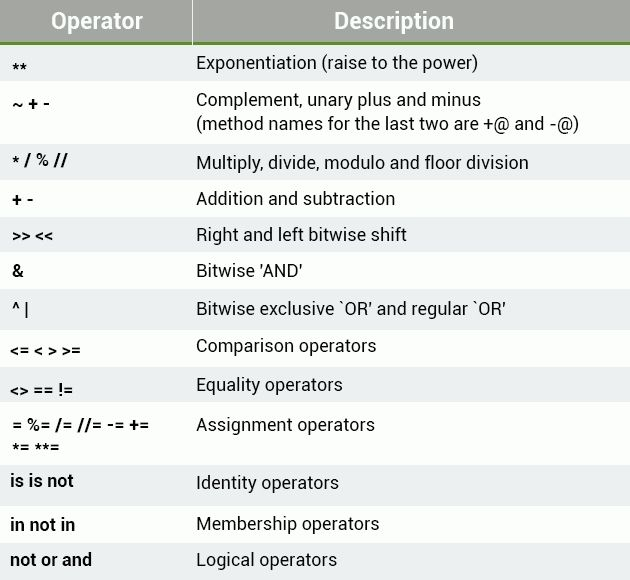 Operator Description
** Exponentiation (raise to the power)
~ + - Complement, unary plus and minus
(method names for the last two are +@ and -@)
* / % // Multiply, divide, modulo and floor division
+ - Addition and subtraction
>> << Right and left bitwise shift
& Bitwise 'AND'
^ | Bitwise exclusive `OR' and regular `OR'
<= < > >= Comparison operators
<> == != Equality operators
= %= /= //= -= += Assignment operators
*= **=
is is not Identity operators
in not in Membership operators
not or and Logical operators